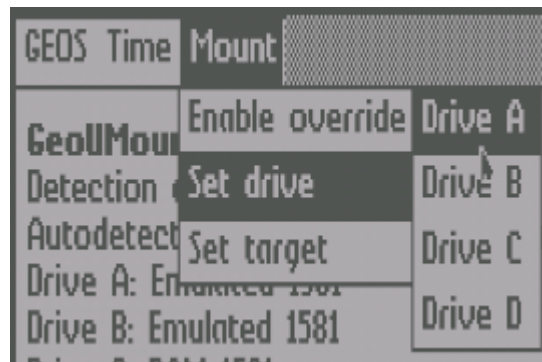 GEOS Time Mount
Enable override
Set drive
Set target
Drive A
Drive B
Drive C
Drive D
Detection
Autodetect
Drive A: Emulated 1581
Drive B: Emulated 1581